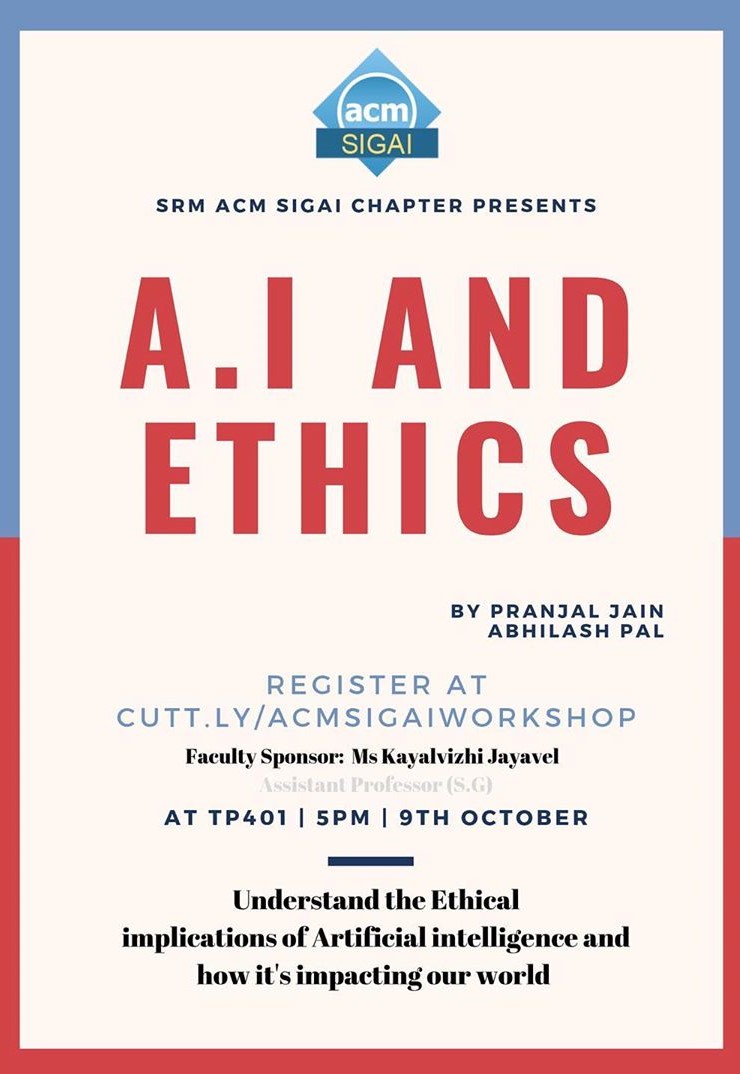 acm
SIGAI
SRM ACM SIGAI CHAPTER PRESENTS
A.I AND
ETHICS
BY PRANJAL JAIN
ABHILASH PAL
REGISTER AT
CUTT.LY/ACMSIGAIWORKSHOP
Faculty Sponsor: Ms Kayalvizhi Jayavel
Assistant Professor (S.G)
AT TP401 | 5PM | 9TH OCTOBER
Understand the Ethical
implications of Artificial intelligence and
how it's impacting our world